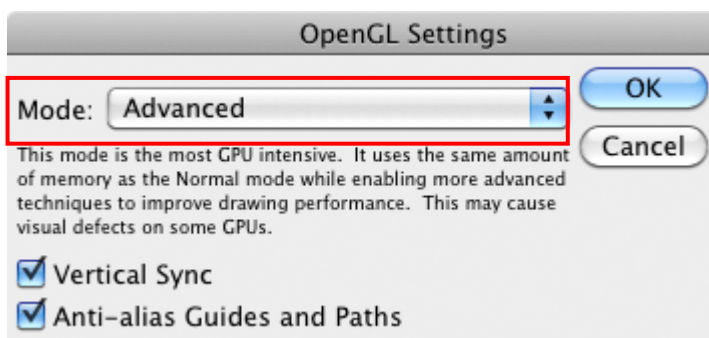 OpenGL Settings
Mode: Advanced
OK
This mode is the most GPU intensive. It uses the same amount
of memory as the Normal mode while enabling more advanced
techniques to improve drawing performance. This may cause
visual defects on some GPUs.
Cancel
Vertical Sync
Anti-alias Guides and Paths